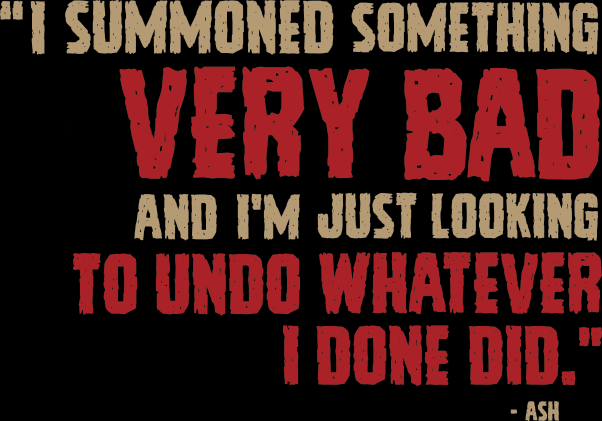 "I SUMMONED SOMETHING
VERY BAD
AND I'M JUST LOOKING
TO UNDO WHATEVER
I DONE DID."
- ASH